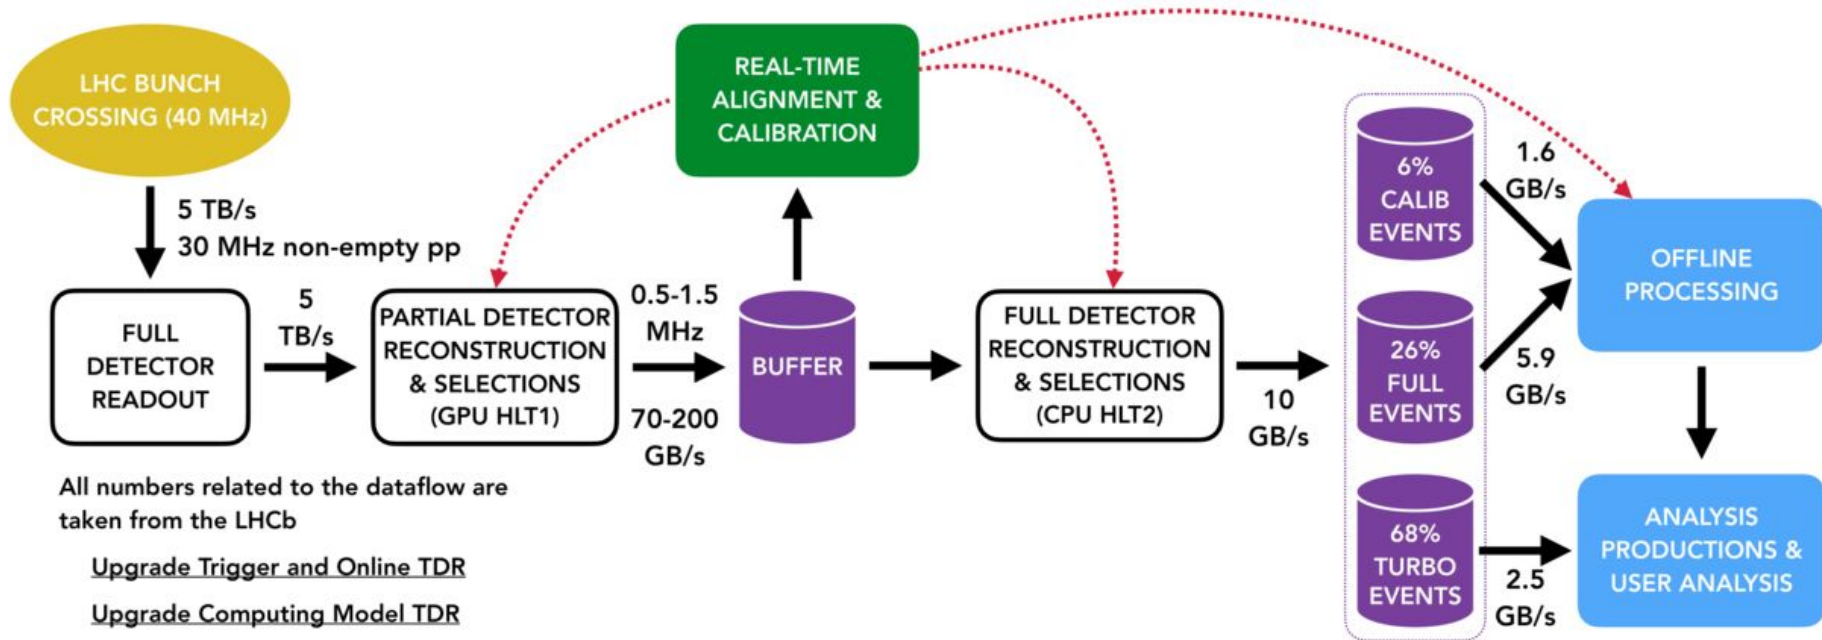 LHC BUNCH
CROSSING (40 MHz)
5 TB/s
30 MHz non-empty pp
FULL
DETECTOR
READOUT
5
TB/s
PARTIAL DETECTOR
RECONSTRUCTION
& SELECTIONS
(GPU HLT1)
0.5-1.5
MHz
70-200
GB/s
BUFFER
REAL-TIME
ALIGNMENT &
CALIBRATION
FULL DETECTOR
RECONSTRUCTION
& SELECTIONS
(CPU HLT2)
10
GB/s
6%
CALIB
EVENTS
26%
FULL
EVENTS
68%
TURBO
EVENTS
1.6
GB/s
5.9
GB/s
2.5
GB/s
OFFLINE
PROCESSING
ANALYSIS
PRODUCTIONS &
USER ANALYSIS
All numbers related to the dataflow are
taken from the LHCb
Upgrade Trigger and Online TDR
Upgrade Computing Model TDR